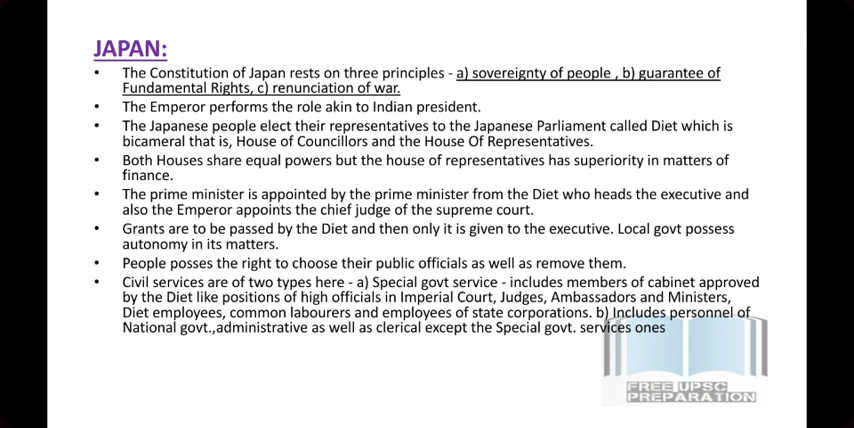 JAPAN:
• The Constitution of Japan rests on three principles - a) sovereignty of people , b) guarantee of
Fundamental Rights, c) renunciation of war.
• The Emperor performs the role akin to Indian president.
• The Japanese people elect their representatives to the Japanese Parliament called Diet which is
bicameral that is, House of Councillors and the House Of Representatives.
• Both Houses share equal powers but the house of representatives has superiority in matters of
finance.
• The prime minister is appointed by the prime minister from the Diet who heads the executive and
also the Emperor appoints the chief judge of the supreme court.
• Grants are to be passed by the Diet and then only it is given to the executive. Local govt possess
autonomy in its matters.
• People posses the right to choose their public officials as well as remove them.
• Civil services are of two types here - a) Special govt service - includes members of cabinet approved
by the Diet like positions of high officials in Imperial Court, Judges, Ambassadors and Ministers,
Diet employees, common labourers and employees of state corporations. b) Includes personnel of
National govt.,administrative as well as clerical except the Special govt. services ones
FREE UPSC
PREPARATION